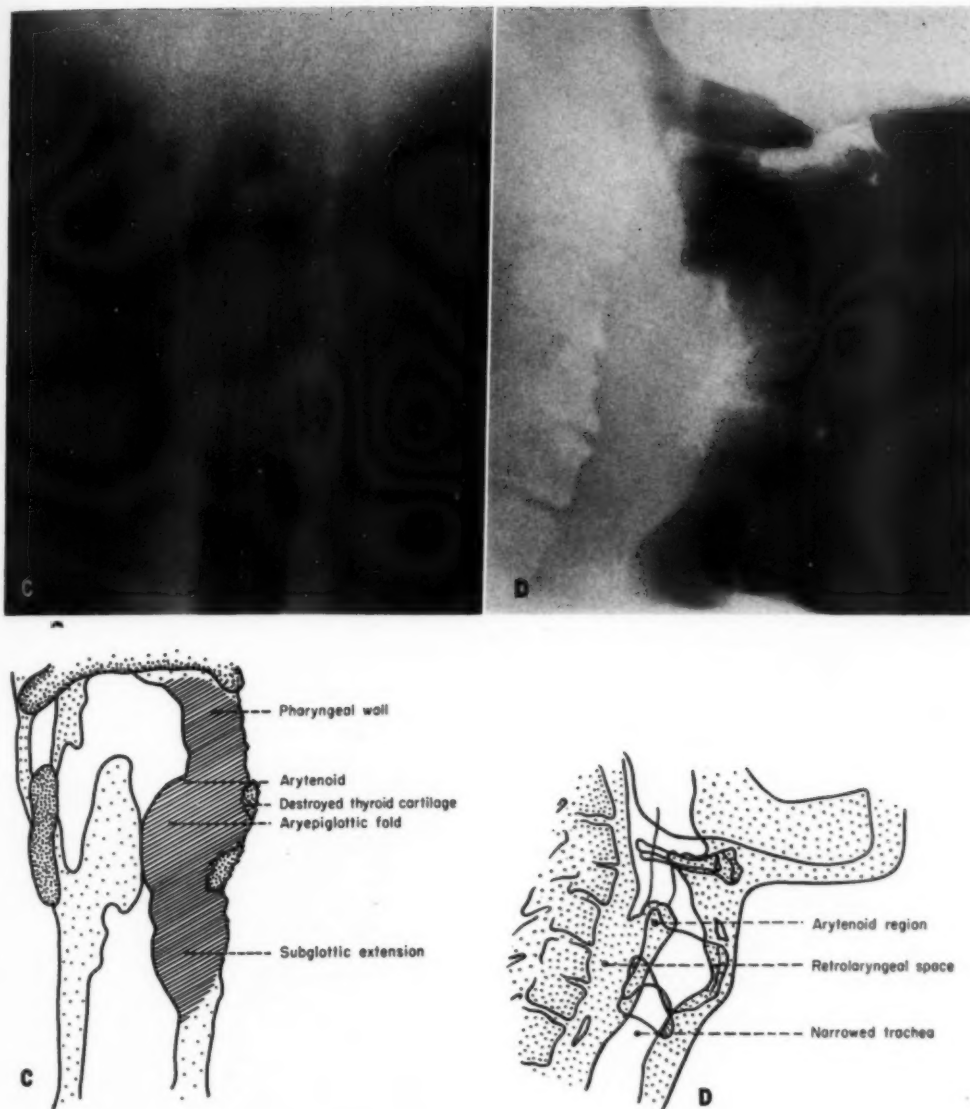 C
D
Pharyngeal wall
Arytenoid
Destroyed thyroid cartilage
Aryepiglottic fold
Subglottic extension
C
Arytenoid region
Retrolaryngeal space
Narrowed trachea
D